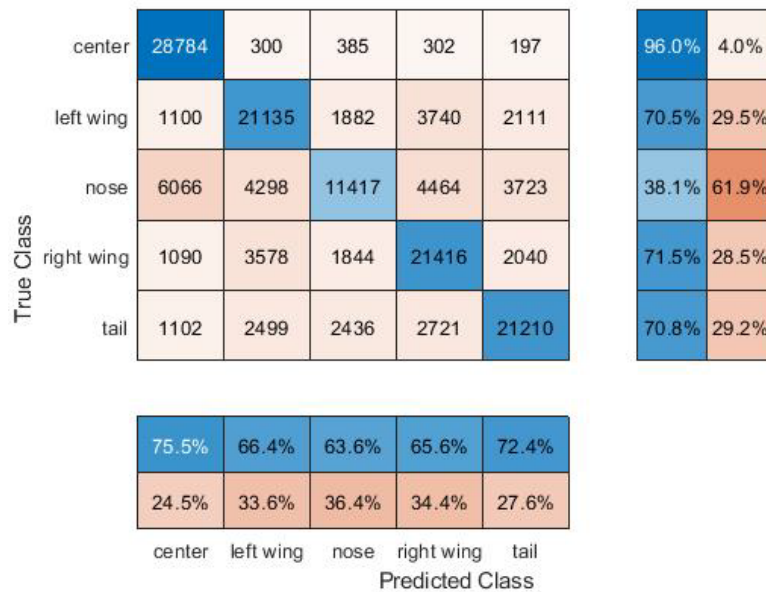 center 28784 300 385 302 197 96.0% 4.0%
left wing 1100 21135 1882 3740 2111 70.5% 29.5%
nose 6066 4298 11417 4464 3723 38.1% 61.9%
right wing 1090 3578 1844 21416 2040 71.5% 28.5%
tail 1102 2499 2436 2721 21210 70.8% 29.2%
True Class
75.5% 66.4% 63.6% 65.6% 72.4%
24.5% 33.6% 36.4% 34.4% 27.6%
center left wing nose right wing tail
Predicted Class